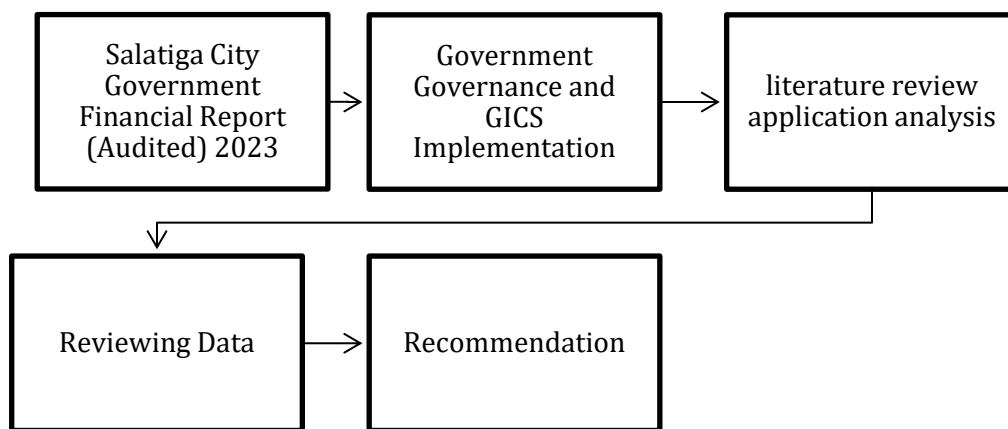 Salatiga City
Government
Financial Report
(Audited) 2023
Government
Governance and
GICS
Implementation
literature review
application analysis
Reviewing Data
Recommendation